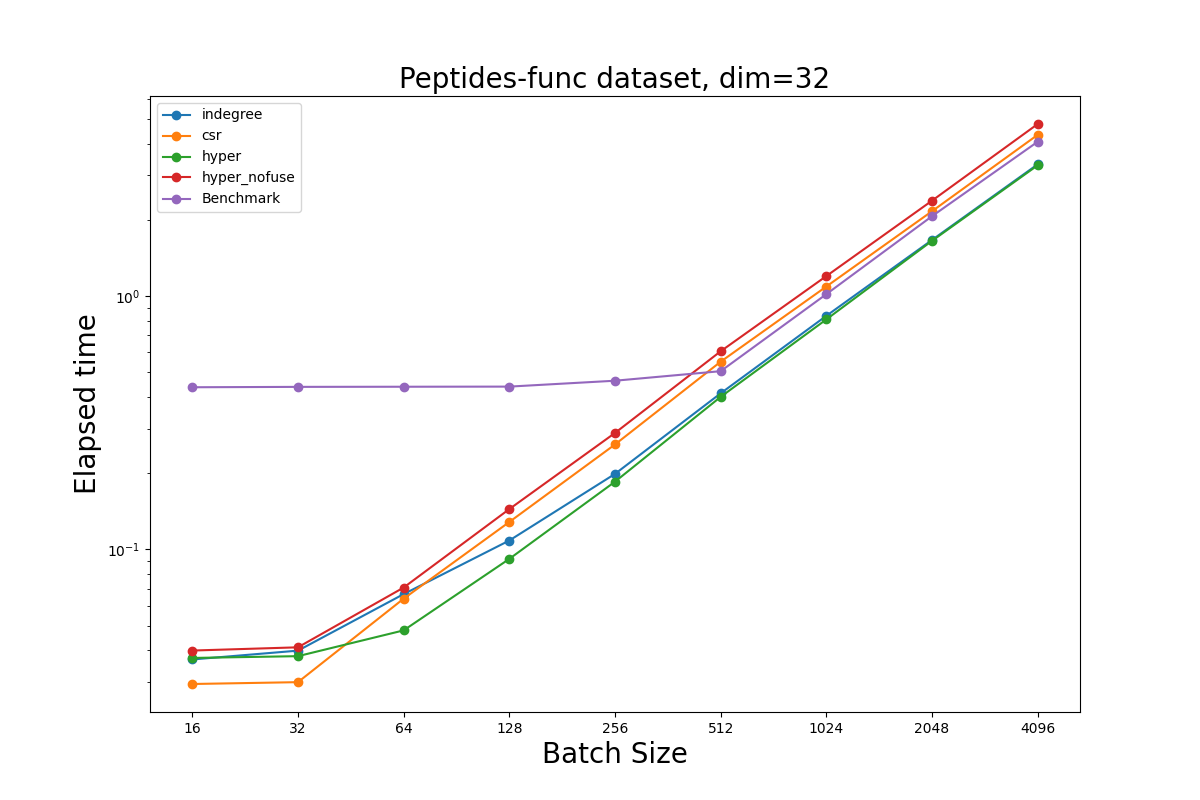 Peptides-func dataset, dim=32
indegree
csr
hyper
hyper_nofuse
Benchmark
Elapsed time
10⁰
10⁻¹
16 32 64 128 256 512 1024 2048 4096
Batch Size